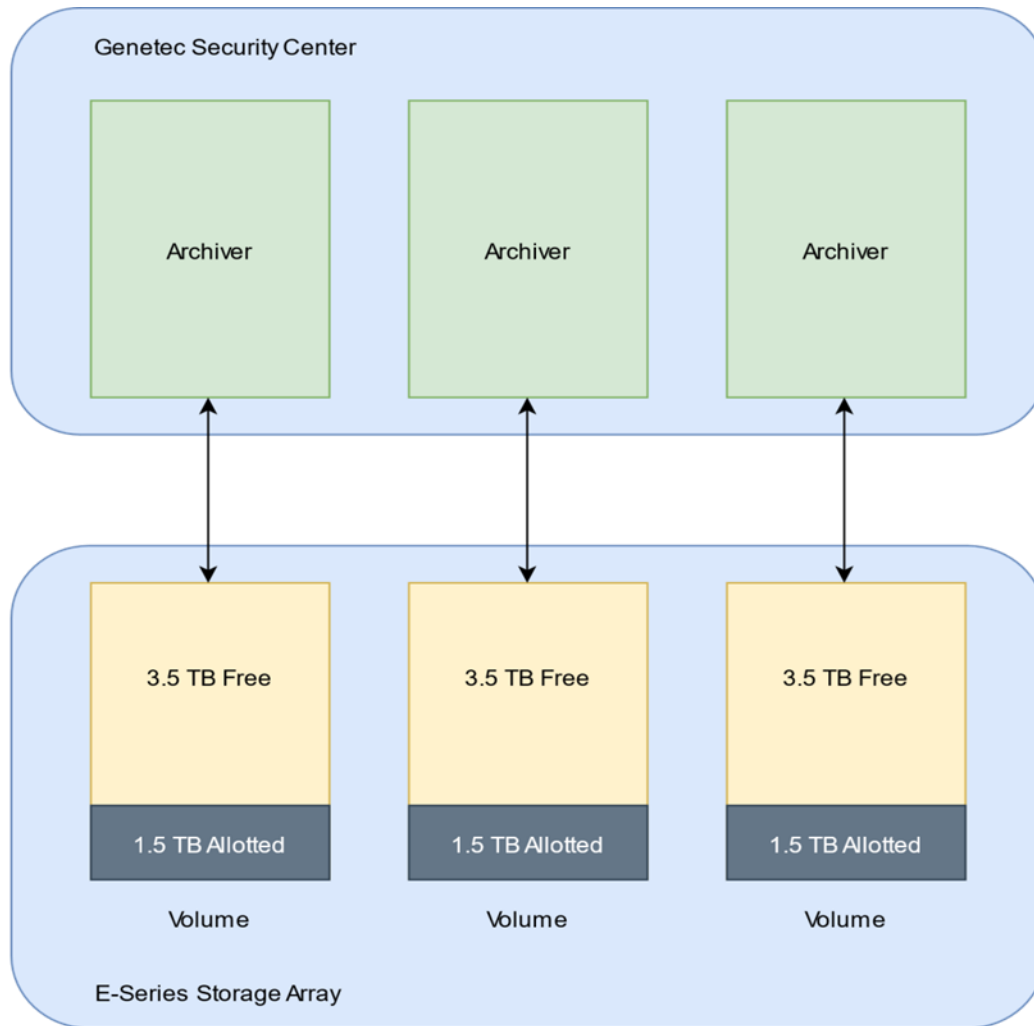 Genetec Security Center
Archiver
Archiver
Archiver
3.5 TB Free
3.5 TB Free
3.5 TB Free
1.5 TB Allotted
1.5 TB Allotted
1.5 TB Allotted
Volume
Volume
Volume
E-Series Storage Array